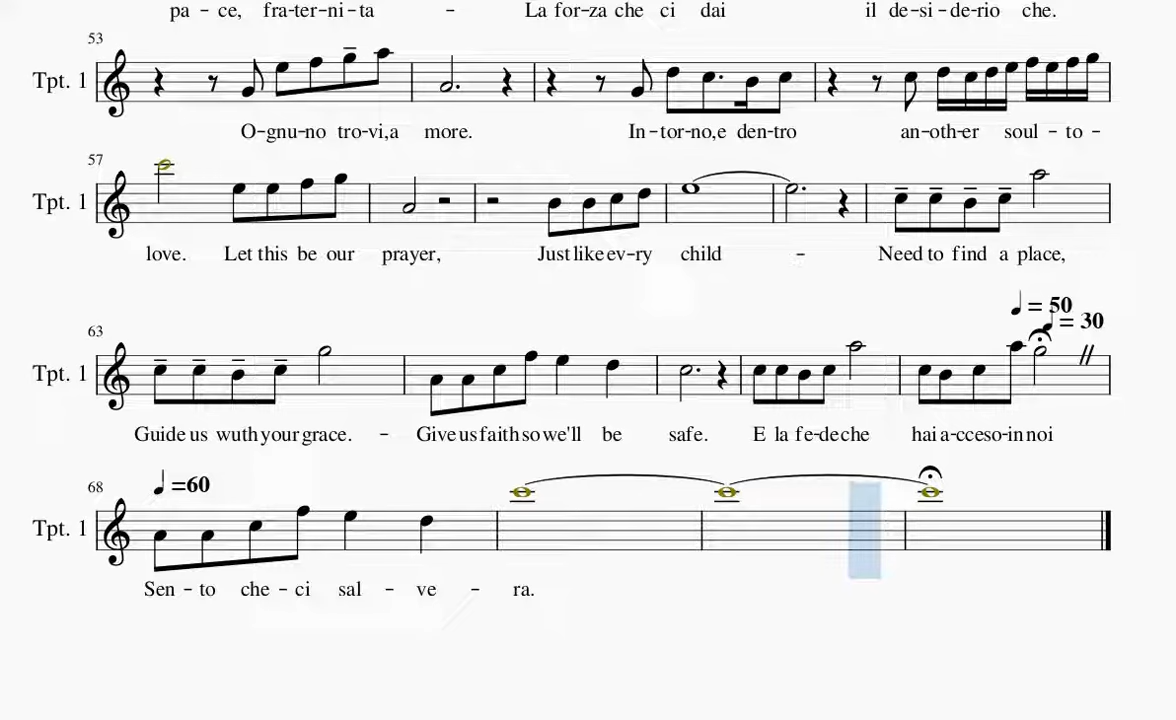 pa – ce, fra-ter-ni-ta – La for-za che ci dai il de-si-de-rio che.
53
Tpt. 1
O-gnu-no tro-vi,a more. In-tor-no,e den-tro an-oth-er soul – to –
57
Tpt. 1
love. Let this be our prayer, Just like ev-ry child – Need to find a place,
= 50
= 30
63
Tpt. 1
Guide us wuth your grace. – Give us faith so we'll be safe. E la fe-de che hai a-cceso-in noi
=60
68
Tpt. 1
Sen – to che – ci sal – ve – ra.